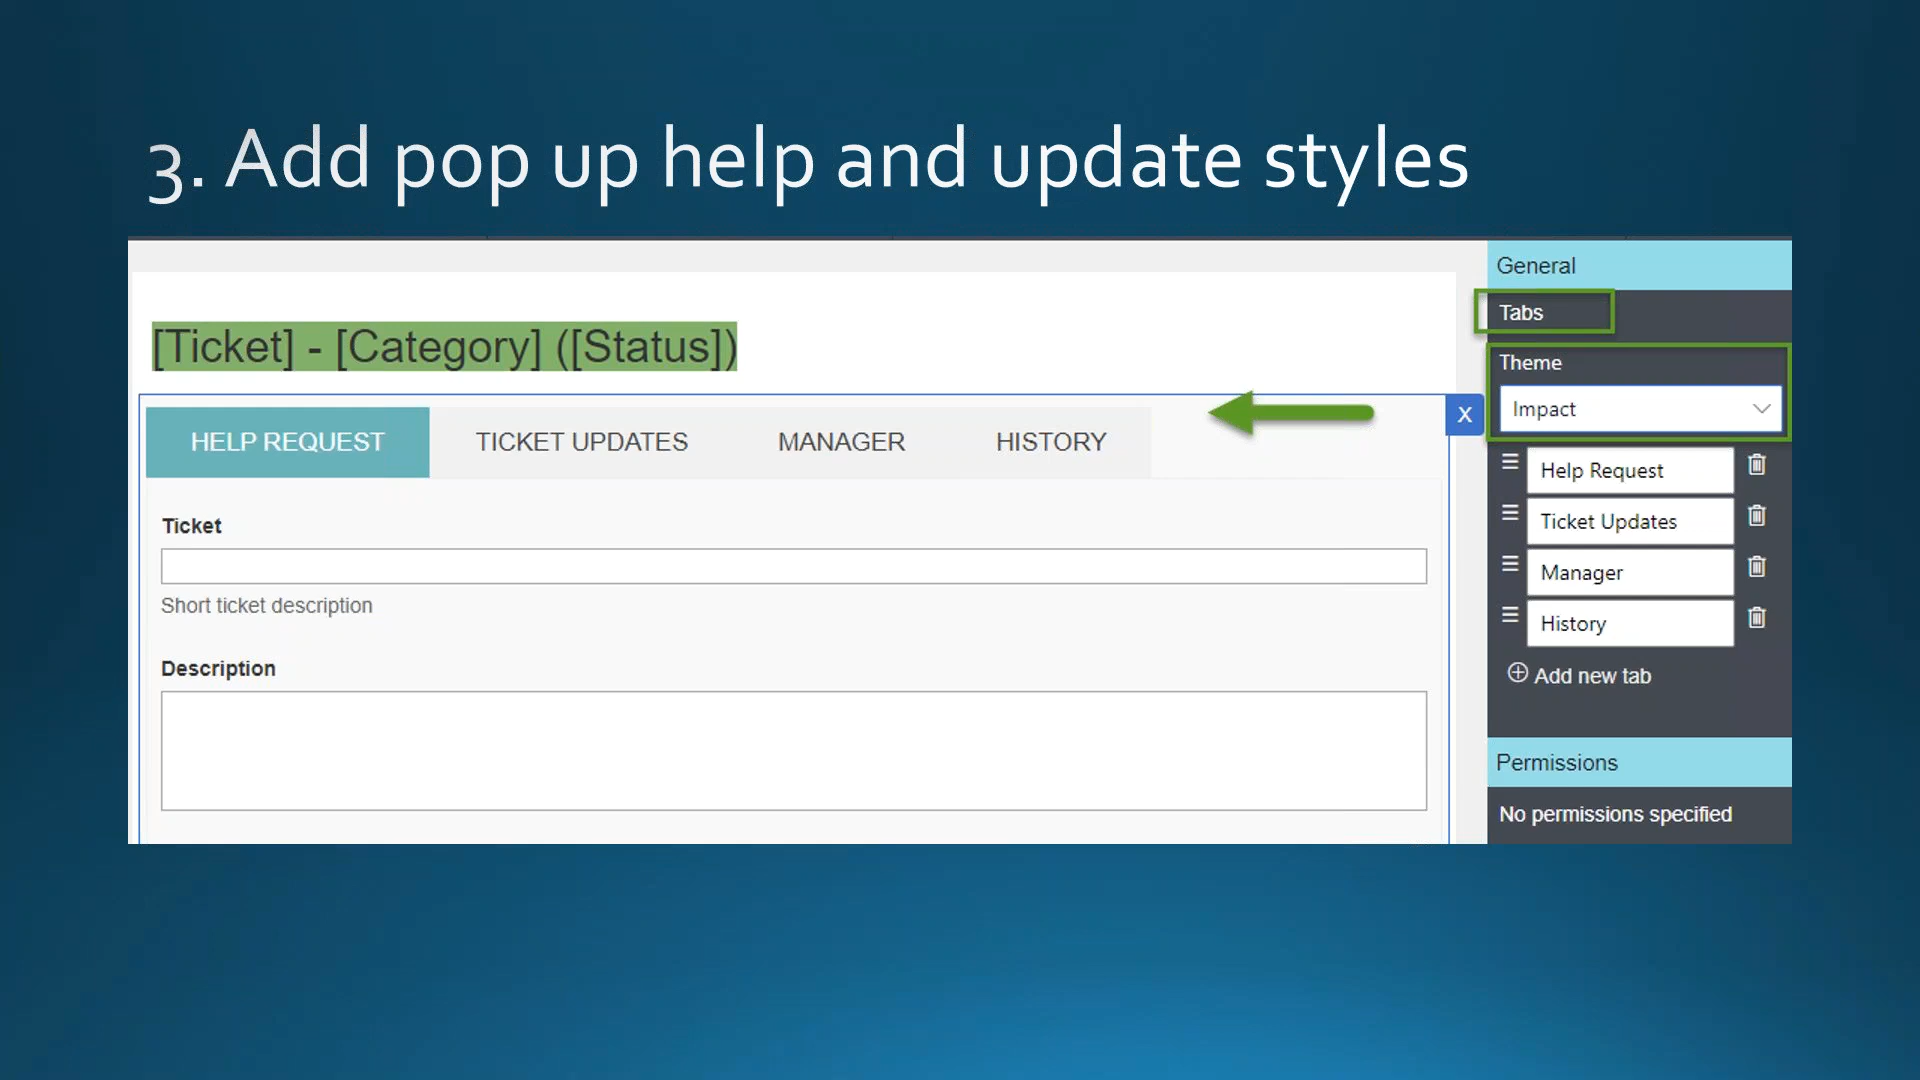 3. Add pop up help and update styles
[Ticket] - [Category] ([Status])
HELP REQUEST
TICKET UPDATES
MANAGER
HISTORY
Ticket
Short ticket description
Description
X
General
Tabs
Theme
Impact
Help Request
Ticket Updates
Manager
History
Add new tab
Permissions
No permissions specified